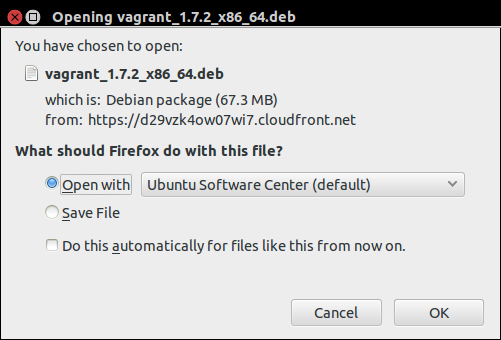 Opening vagrant_1.7.2_x86_64.deb
You have chosen to open:
vagrant_1.7.2_x86_64.deb
which is: Debian package (67.3 MB)
from: https://d29vzk4ow07wi7.cloudfront.net
What should Firefox do with this file?
Open with Ubuntu Software Center (default)
Save File
Do this automatically for files like this from now on.
Cancel OK